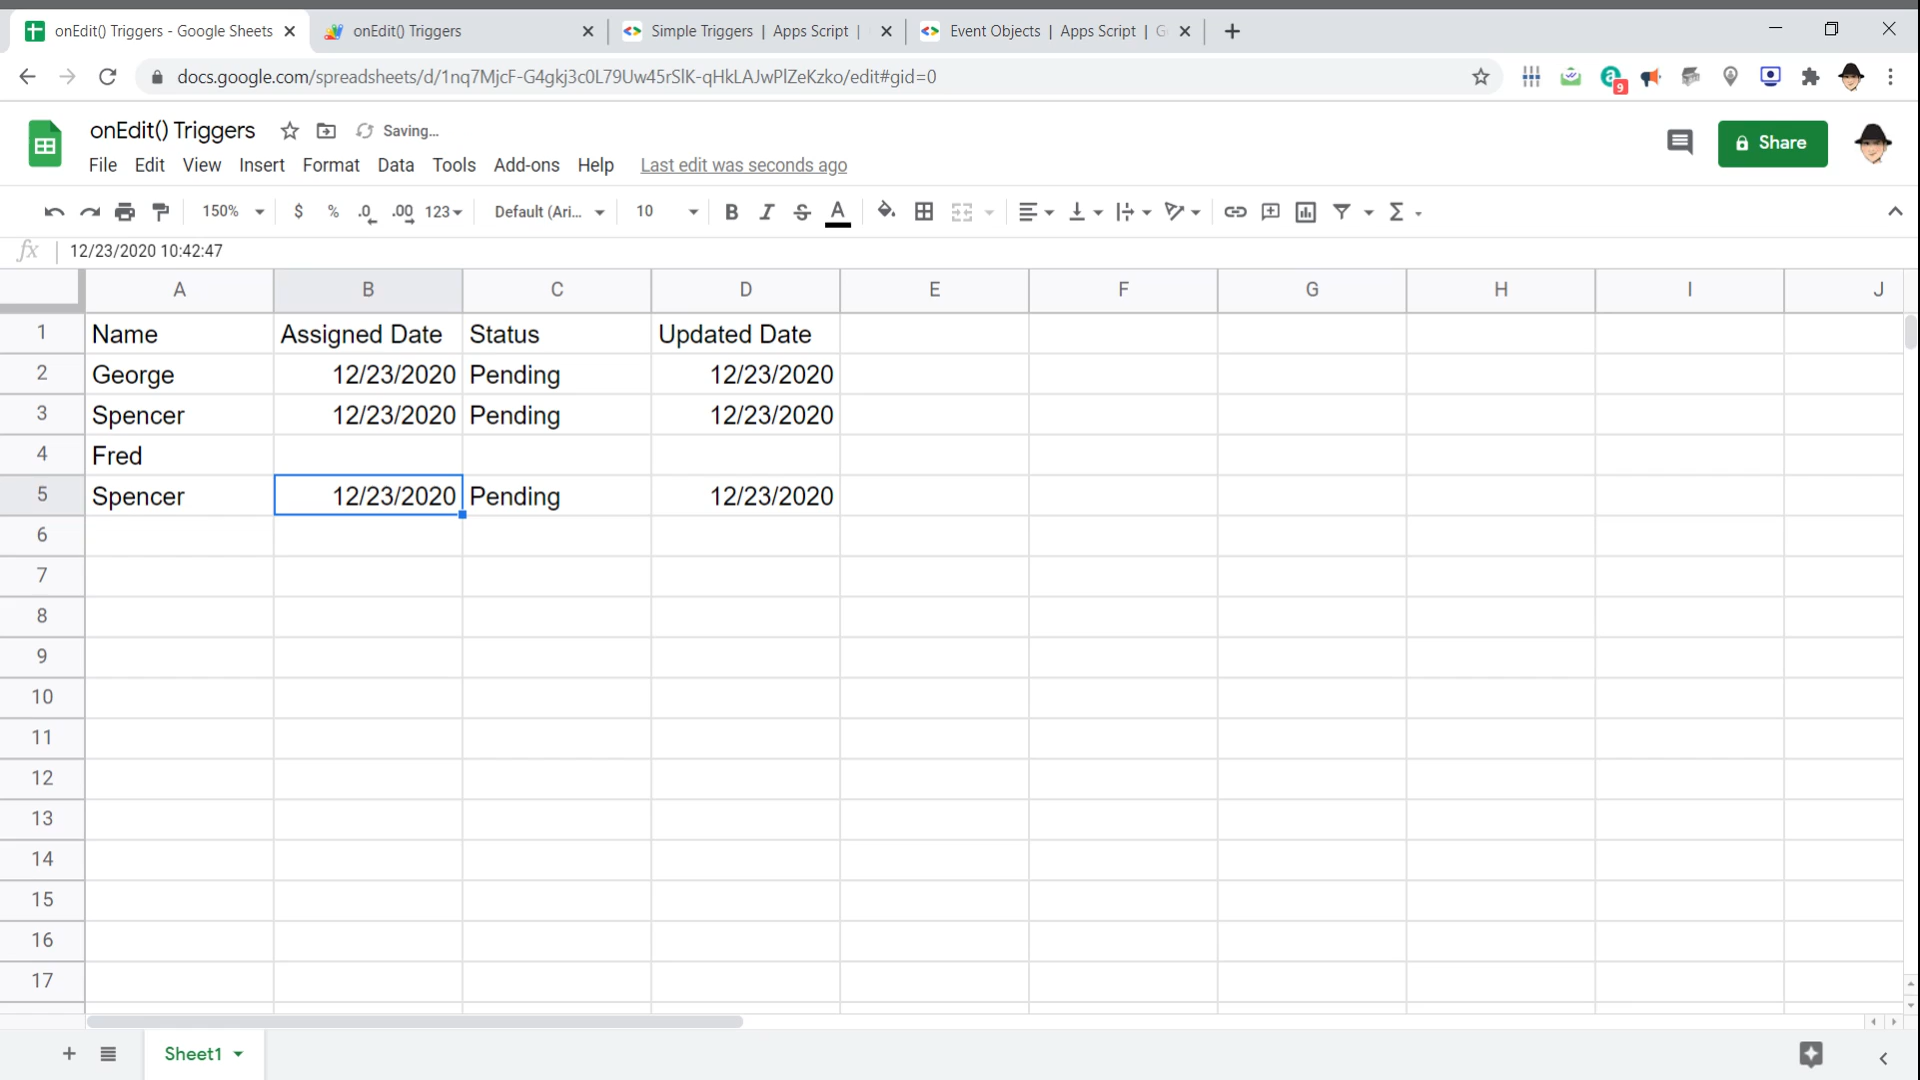 onEdit() Triggers - Google Sheets
onEdit() Triggers
Simple Triggers | Apps Script |
Event Objects | Apps Script | G
docs.google.com/spreadsheets/d/1nq7MjcF-G4gkj3c0L79Uw45rSlK-qHkLAJwPlZeKzko/edit#gid=0
9
onEdit() Triggers
Saving...
Share
File Edit View Insert Format Data Tools Add-ons Help Last edit was seconds ago
150% $ % .0 .00 123 Default (Ari... 10 B I S A Σ
fx 12/23/2020 10:42:47
A B C D E F G H I J
1 Name Assigned Date Status Updated Date
2 George 12/23/2020 Pending 12/23/2020
3 Spencer 12/23/2020 Pending 12/23/2020
4 Fred
5 Spencer 12/23/2020 Pending 12/23/2020
6
7
8
9
10
11
12
13
14
15
16
17
Sheet1